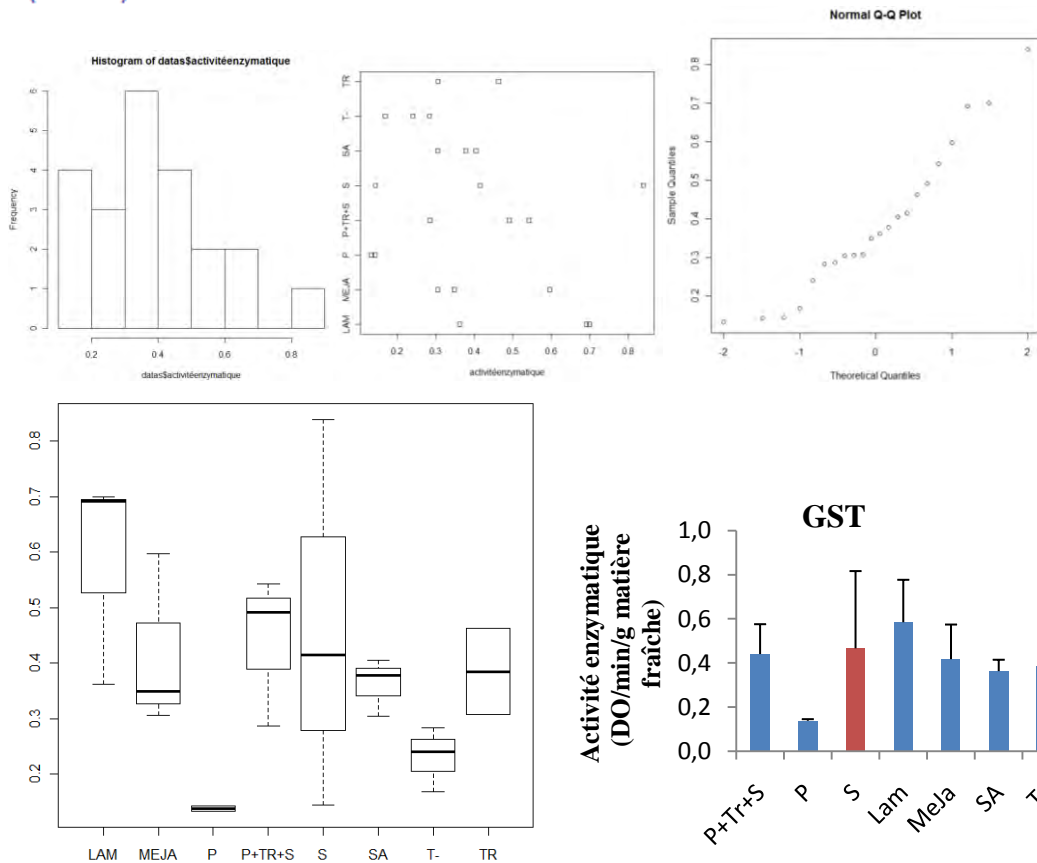 Normal Q-Q Plot
Histogram of datas$activitéenzymatique
Frequency
0 1 2 3 4 5 6
0.2 0.4 0.6 0.8
datas$activitéenzymatique
TR
T-
SA
S
P+TR+S
P
MEJA
LAM
0.2 0.3 0.4 0.5 0.6 0.7 0.8
activitéenzymatique
Sample Quantiles
0.2 0.3 0.4 0.5 0.6 0.7 0.8
-2 -1 0 1 2
Theoretical Quantiles
0.2 0.3 0.4 0.5 0.6 0.7 0.8
LAM MEJA P P+TR+S S SA T- TR
GST
Activité enzymatique
(DO/min/g matière
fraîche)
1,0
0,8
0,6
0,4
0,2
0,0
P+Tr+S P S Lam MeJa SA